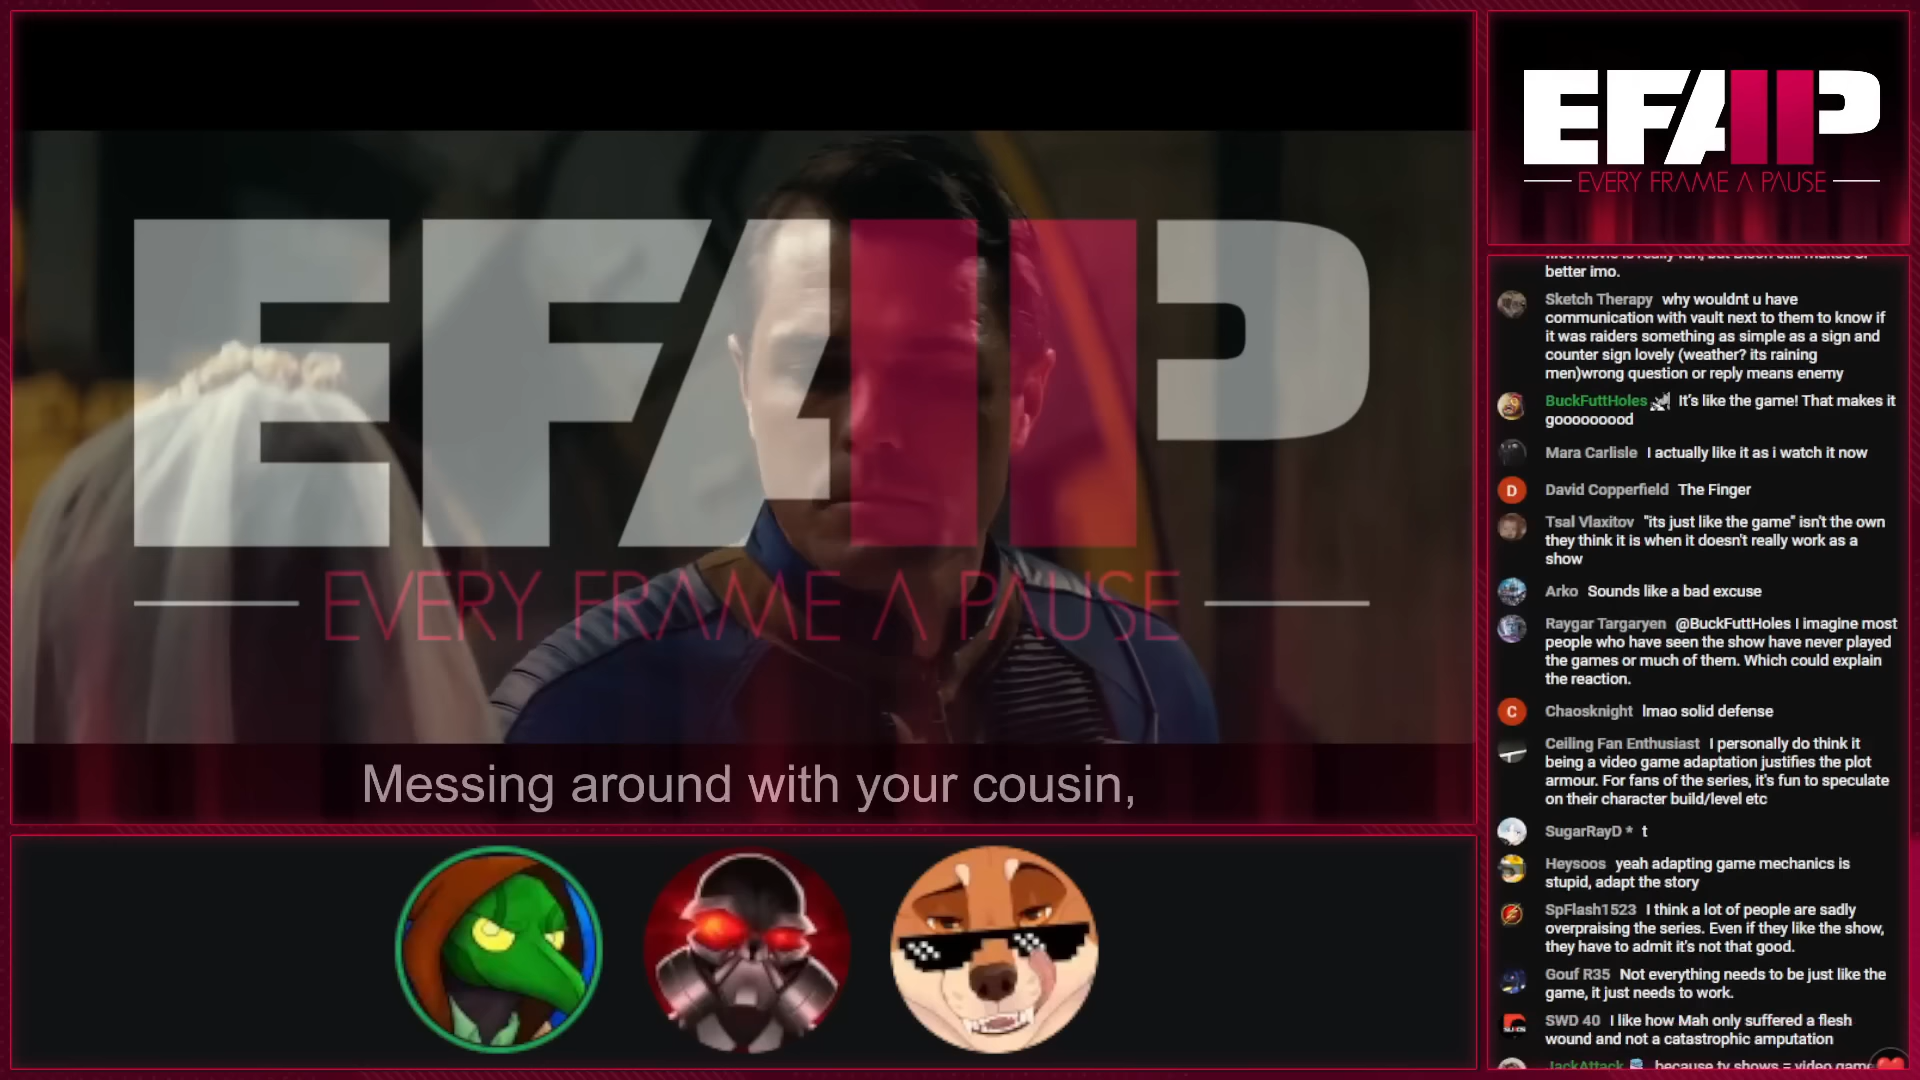 EFAP
EVERY FRAME A PAUSE
Messing around with your cousin,
EFAP
EVERY FRAME A PAUSE
better imo.
Sketch Therapy why wouldnt u have
communication with vault next to them to know if
it was raiders something as simple as a sign and
counter sign lovely (weather? its raining
men)wrong question or reply means enemy
BuckFuttHoles It's like the game! That makes it
gooooooood
Mara Carlisle I actually like it as i watch it now
D
David Copperfield The Finger
Tsal Vlaxitov "its just like the game" isn't the own
they think it is when it doesn't really work as a
show
Arko Sounds like a bad excuse
Raygar Targaryen @BuckFuttHoles I imagine most
people who have seen the show have never played
the games or much of them. Which could explain
the reaction.
C
Chaosknight lmao solid defense
Ceiling Fan Enthusiast I personally do think it
being a video game adaptation justifies the plot
armour. For fans of the series, it's fun to speculate
on their character build/level etc
SugarRayD * t
Heysoos yeah adapting game mechanics is
stupid, adapt the story
SpFlash1523 I think a lot of people are sadly
overpraising the series. Even if they like the show,
they have to admit it's not that good.
Gouf R35 Not everything needs to be just like the
game, it just needs to work.
SWD 40 I like how Mah only suffered a flesh
wound and not a catastrophic amputation
JackAttack because tv shows = video game